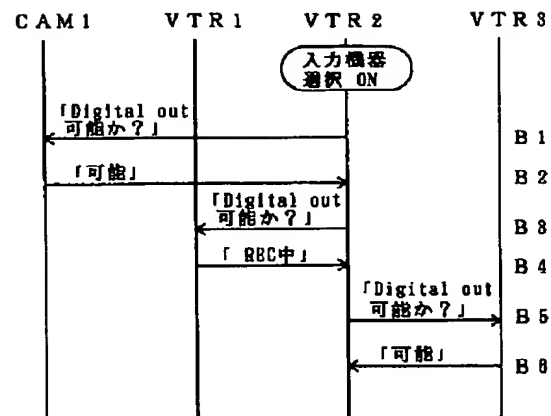 CAM1 VTR1 VTR2 VTR3
入力機器
選択 ON
「Digital out
可能か?」
B1
「可能」
B2
「Digital out
可能か?」
B3
「REC中」
B4
「Digital out
可能か?」
B5
「可能」
B6